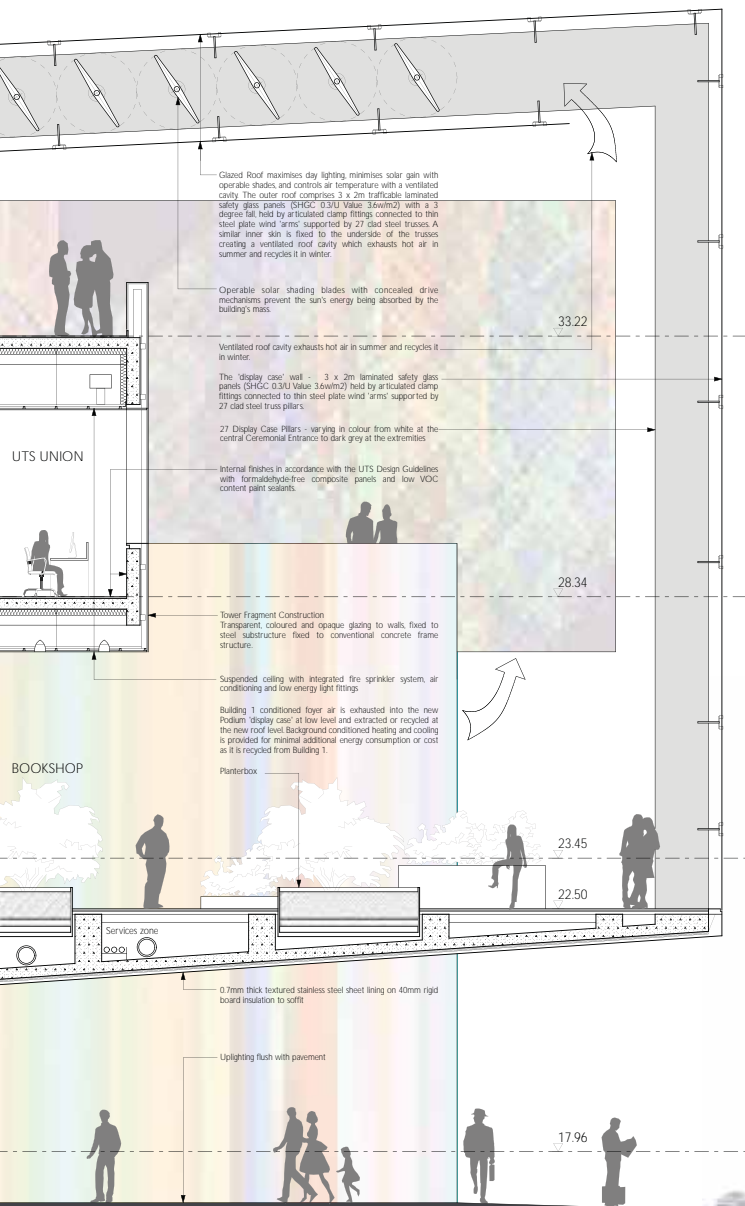 Glazed Roof maximises day lighting, minimises solar gain with
operable shades, and controls air temperature with a ventilated
cavity. The outer roof comprises 3 x 2m trafficable laminated
safety glass panels (SHGC 0.3/U Value 3.6w/m2) with a 3
degree fall, held by articulated clamp fittings connected to thin
steel plate wind 'arms' supported by 27 clad steel trusses. A
similar inner skin is fixed to the underside of the trusses
creating a ventilated roof cavity which exhausts hot air in
summer and recycles it in winter.
Operable solar shading blades with concealed drive
mechanisms prevent the sun's energy being absorbed by the
building's mass.
33.22
Ventilated roof cavity exhausts hot air in summer and recycles it
in winter.
The 'display case' wall - 3 x 2m laminated safety glass
panels (SHGC 0.3/U Value 3.6w/m2) held by articulated clamp
fittings connected to thin steel plate wind 'arms' supported by
27 clad steel truss pillars.
27 Display Case Pillars - varying in colour from white at the
central Ceremonial Entrance to dark grey at the extremities
UTS UNION
Internal finishes in accordance with the UTS Design Guidelines
with formaldehyde-free composite panels and low VOC
content paint sealants.
28.34
Tower Fragment Construction
Transparent, coloured and opaque glazing to walls, fixed to
steel substructure fixed to conventional concrete frame
structure.
Suspended ceiling with integrated fire sprinkler system, air
conditioning and low energy light fittings
Building 1 conditioned foyer air is exhausted into the new
Podium 'display case' at low level and extracted or recycled at
the new roof level. Background conditioned heating and cooling
is provided for minimal additional energy consumption or cost
as it is recycled from Building 1.
BOOKSHOP
Planterbox
23.45
22.50
Services zone
0.7mm thick textured stainless steel sheet lining on 40mm rigid
board insulation to soffit
Uplighting flush with pavement
17.96